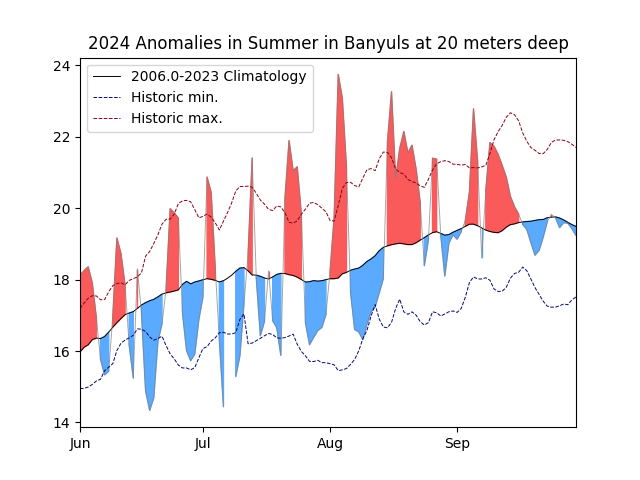 2024 Anomalies in Summer in Banyuls at 20 meters deep
24
2006.0-2023 Climatology
Historic min.
Historic max.
22
20
18
16
14
Jun Jul Aug Sep